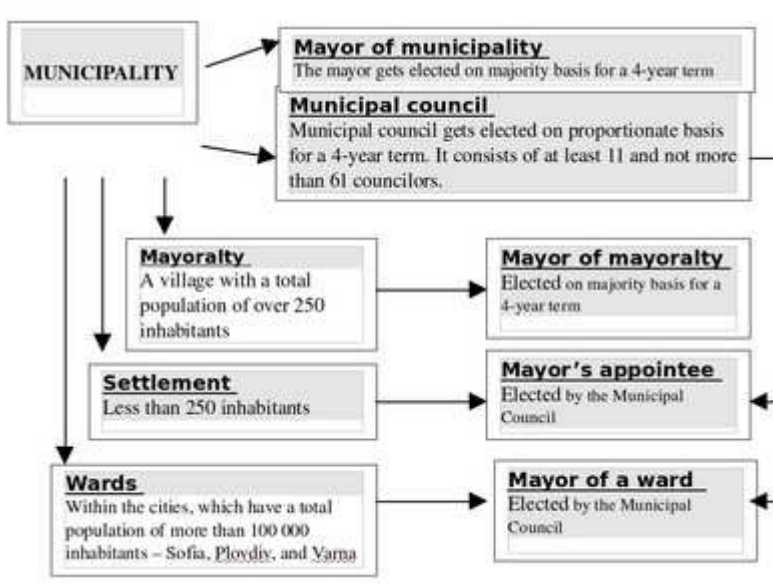 MUNICIPALITY
Mayor of municipality
The mayor gets elected on majority basis for a 4-year term
Municipal council
Municipal council gets elected on proportionate basis
for a 4-year term. It consists of at least 11 and not more
than 61 councilors.
Mayoralty
A village with a total
population of over 250
inhabitants
Mayor of mayoralty
Elected on majority basis for a
4-year term
Settlement
Less than 250 inhabitants
Mayor's appointee
Elected by the Municipal
Council
Wards
Within the cities, which have a total
population of more than 100 000
inhabitants – Sofia, Plovdiv, and Varna
Mayor of a ward
Elected by the Municipal
Council